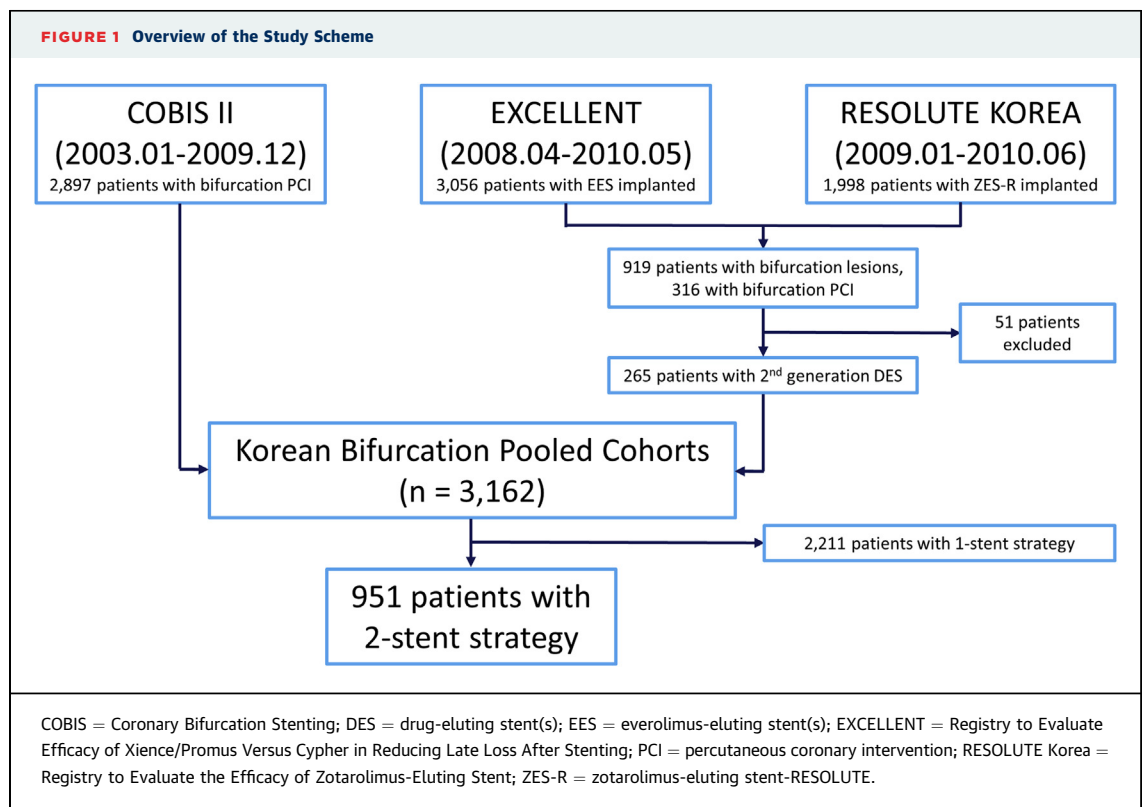 FIGURE 1 Overview of the Study Scheme
COBIS II
(2003.01-2009.12)
2,897 patients with bifurcation PCI
EXCELLENT
(2008.04-2010.05)
3,056 patients with EES implanted
RESOLUTE KOREA
(2009.01-2010.06)
1,998 patients with ZES-R implanted
919 patients with bifurcation lesions,
316 with bifurcation PCI
51 patients
excluded
265 patients with 2nd generation DES
Korean Bifurcation Pooled Cohorts
(n = 3,162)
2,211 patients with 1-stent strategy
951 patients with
2-stent strategy
COBIS = Coronary Bifurcation Stenting; DES = drug-eluting stent(s); EES = everolimus-eluting stent(s); EXCELLENT = Registry to Evaluate
Efficacy of Xience/Promus Versus Cypher in Reducing Late Loss After Stenting; PCI = percutaneous coronary intervention; RESOLUTE Korea =
Registry to Evaluate the Efficacy of Zotarolimus-Eluting Stent; ZES-R = zotarolimus-eluting stent-RESOLUTE.